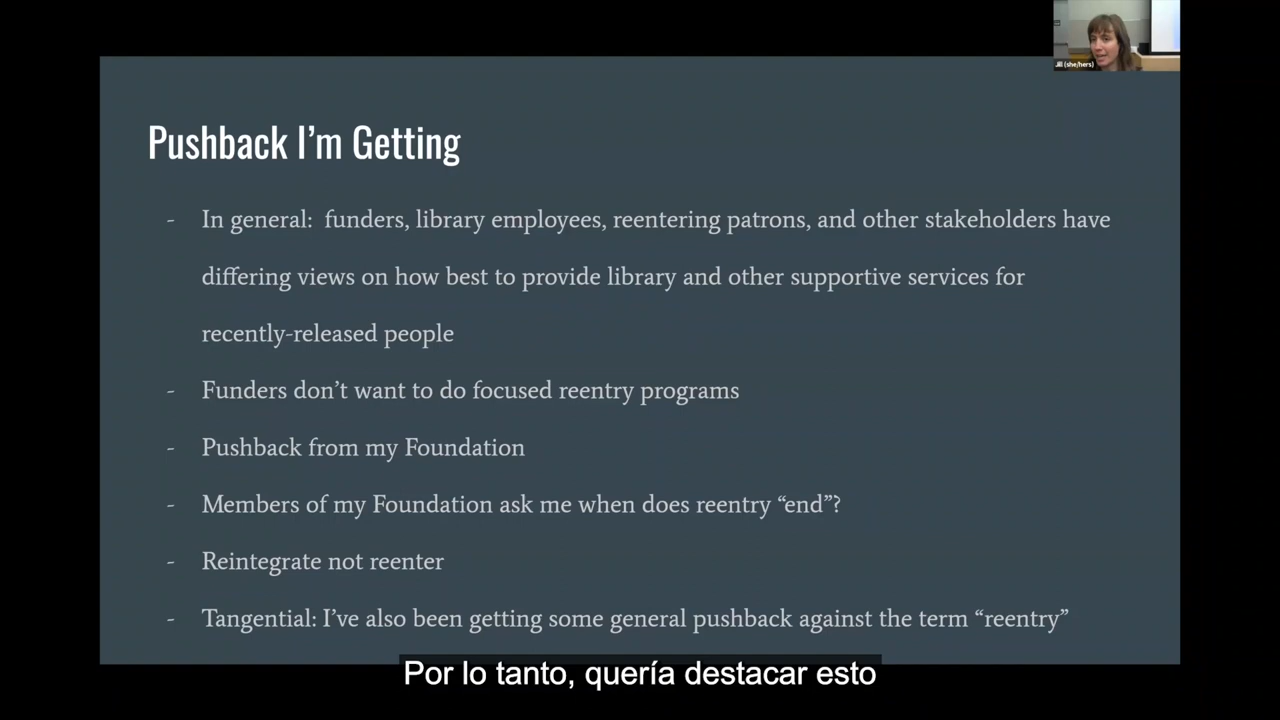 Jill (she/hers)
Pushback I'm Getting
- In general:  funders, library employees, reentering patrons, and other stakeholders have
differing views on how best to provide library and other supportive services for
recently-released people
- Funders don't want to do focused reentry programs
- Pushback from my Foundation
- Members of my Foundation ask me when does reentry “end”?
- Reintegrate not reenter
- Tangential: I've also been getting some general pushback against the term “reentry”
Por lo tanto, quería destacar esto